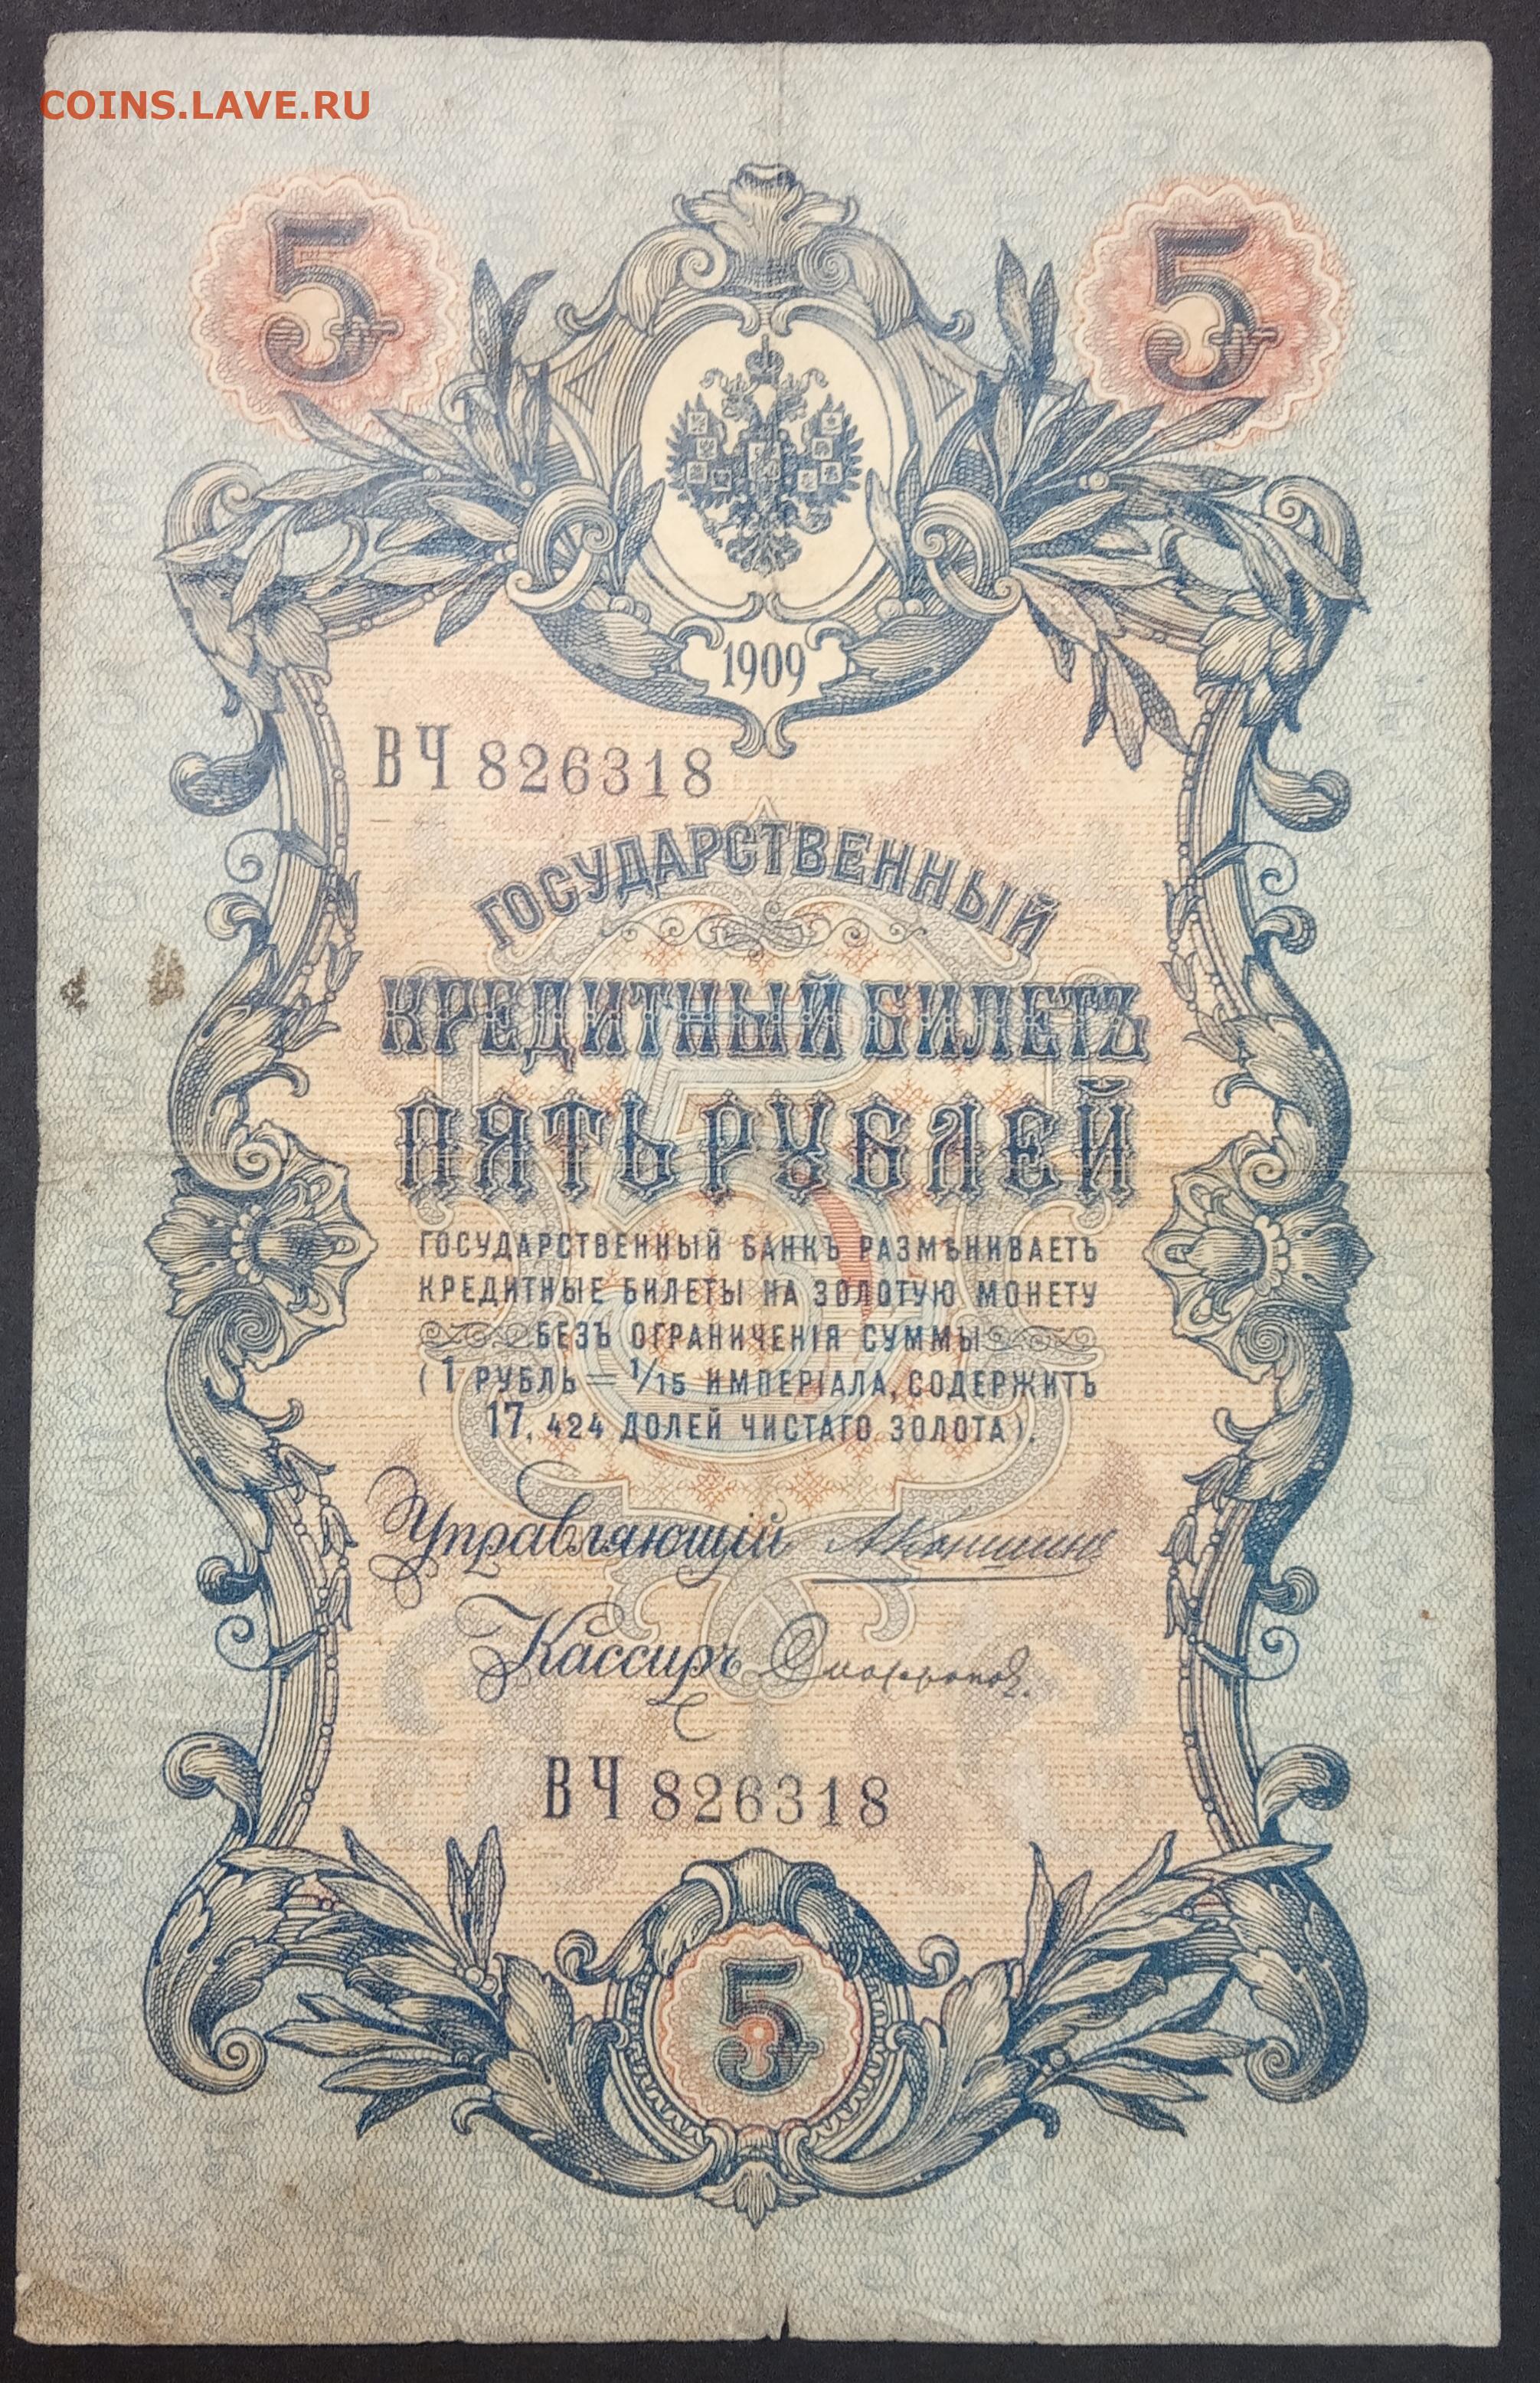 COINS.LAVE.RU
5 5
1909
ВЧ 826318
ГОСУДАРСТВЕННЫЙ
КРЕДИТНЫЙ БИЛЕТЪ
ПЯТЬ РУБЛЕЙ
ГОСУДАРСТВЕННЫЙ БАНКЪ РАЗМѢНИВАЕТЪ
КРЕДИТНЫЕ БИЛЕТЫ НА ЗОЛОТУЮ МОНЕТУ
БЕЗЪ ОГРАНИЧЕНІЯ СУММЫ
(1 РУБЛЬ = 1/15 ИМПЕРІАЛА, СОДЕРЖИТЪ
17,424 ДОЛЕЙ ЧИСТАГО ЗОЛОТА).
Управляющій АКоншинъ
Кассиръ
ВЧ 826318
5